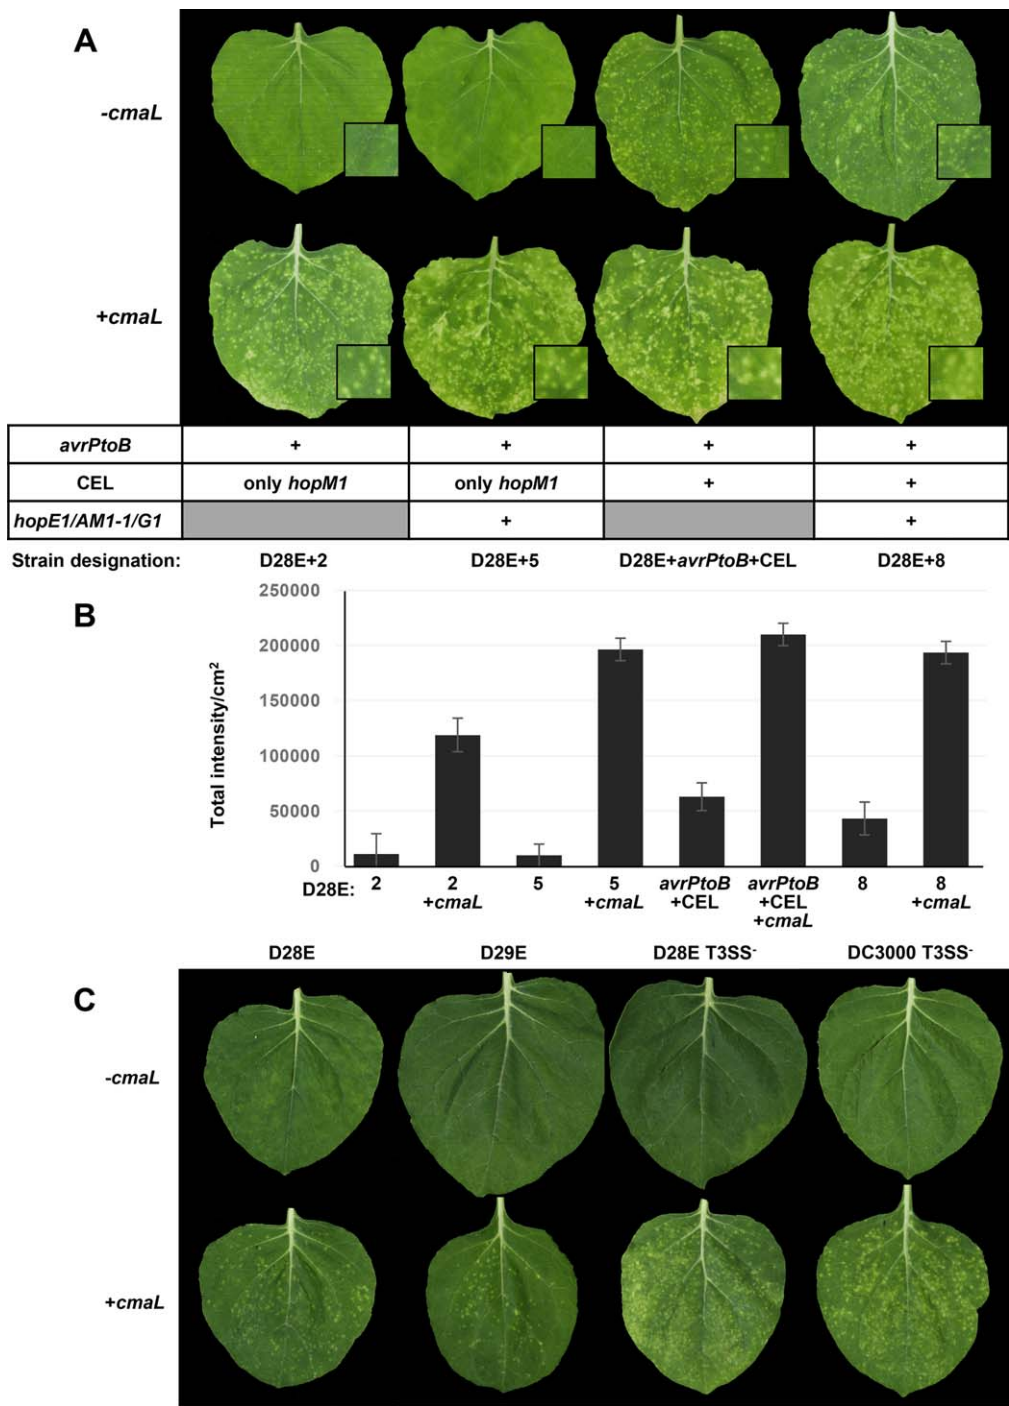 A
-cmaL
+cmaL
avrPtoB + + + +
CEL only hopM1 only hopM1 + +
hopE1/AM1-1/G1 + +
Strain designation: D28E+2 D28E+5 D28E+avrPtoB+CEL D28E+8
B
Total intensity/cm²
250000
200000
150000
100000
50000
0
D28E: 2 2 5 5 avrPtoB avrPtoB 8 8
+cmaL +cmaL +CEL +CEL +cmaL
+cmaL
D28E D29E D28E T3SS⁻ DC3000 T3SS⁻
C
-cmaL
+cmaL